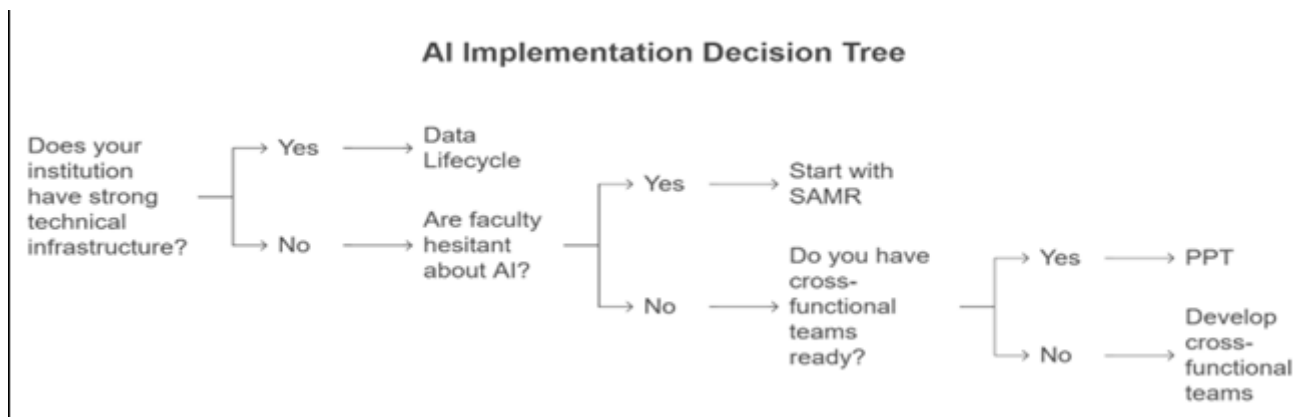 AI Implementation Decision Tree
Does your
institution
have strong
technical
infrastructure?
Yes
Data
Lifecycle
No
Are faculty
hesitant
about AI?
Yes
Start with
SAMR
No
Do you have
cross-
functional
teams
ready?
Yes
PPT
No
Develop
cross-
functional
teams